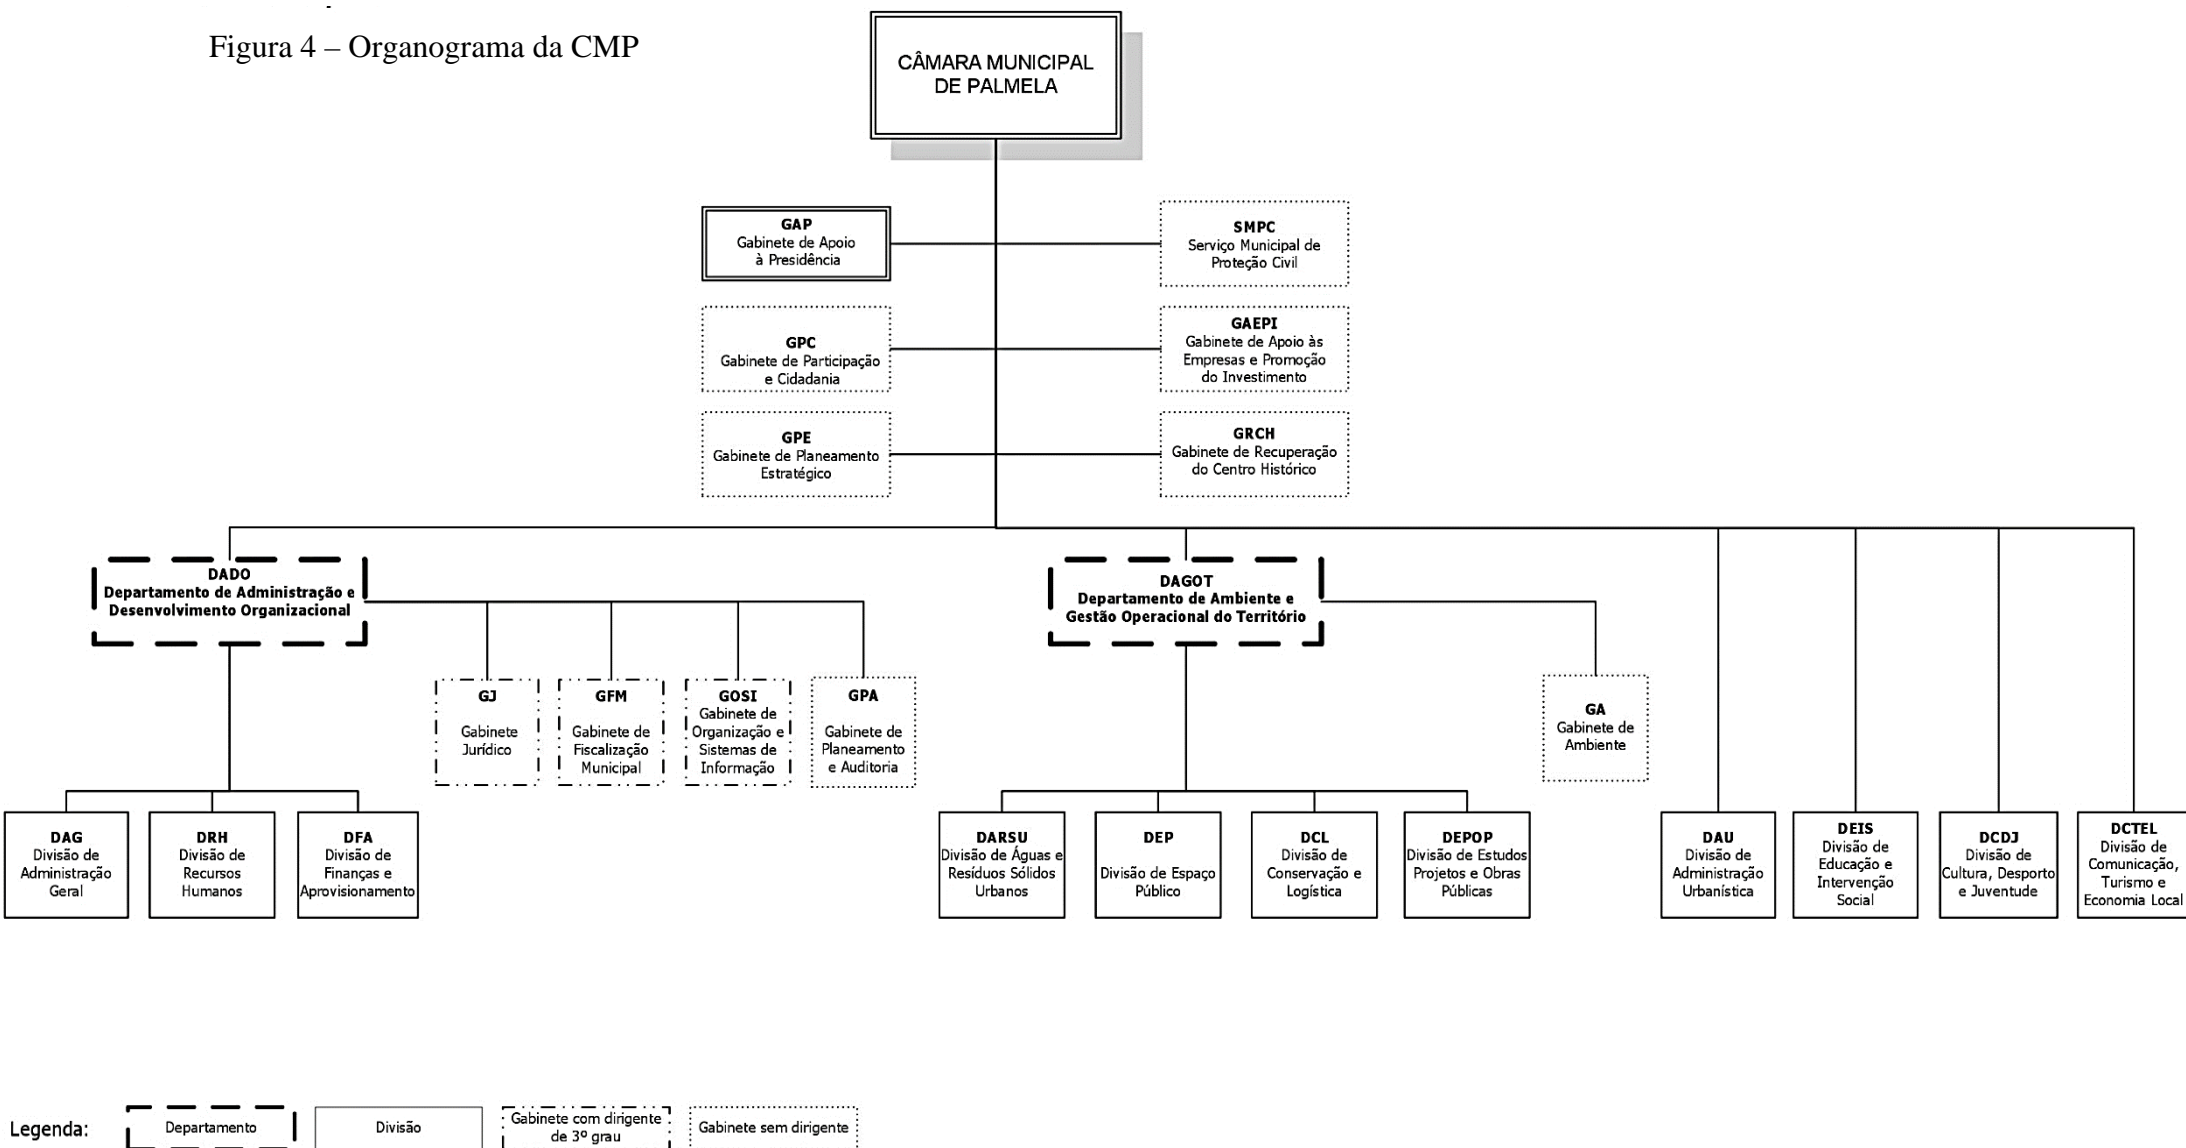 Figura 4 – Organograma da CMP
CÂMARA MUNICIPAL
DE PALMELA
GAP
Gabinete de Apoio
à Presidência
SMPC
Serviço Municipal de
Proteção Civil
GPC
Gabinete de Participação
e Cidadania
GAEPI
Gabinete de Apoio às
Empresas e Promoção
do Investimento
GPE
Gabinete de Planeamento
Estratégico
GRCH
Gabinete de Recuperação
do Centro Histórico
DADO
Departamento de Administração e
Desenvolvimento Organizacional
DAGOT
Departamento de Ambiente e
Gestão Operacional do Território
GJ
Gabinete
Jurídico
GFM
Gabinete de
Fiscalização
Municipal
GOSI
Gabinete de
Organização e
Sistemas de
Informação
GPA
Gabinete de
Planeamento
e Auditoria
GA
Gabinete de
Ambiente
DAG
Divisão de
Administração
Geral
DRH
Divisão de
Recursos
Humanos
DFA
Divisão de
Finanças e
Aprovisionamento
DARSU
Divisão de Águas e
Resíduos Sólidos
Urbanos
DEP
Divisão de Espaço
Público
DCL
Divisão de
Conservação e
Logística
DEPOP
Divisão de Estudos
Projetos e Obras
Públicas
DAU
Divisão de
Administração
Urbanística
DEIS
Divisão de
Educação e
Intervenção
Social
DCDJ
Divisão de
Cultura, Desporto
e Juventude
DCTEL
Divisão de
Comunicação,
Turismo e
Economia Local
Legenda:
Departamento
Divisão
Gabinete com dirigente
de 3º grau
Gabinete sem dirigente